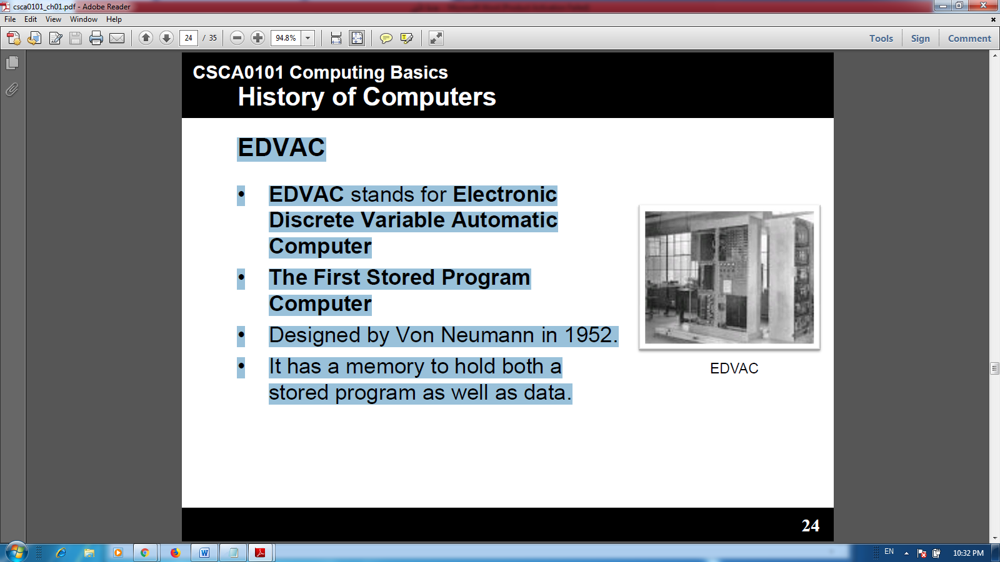 csca0101_ch01.pdf - Adobe Reader
File Edit View Window Help
24 / 35 94.8% Tools Sign Comment
CSCA0101 Computing Basics
History of Computers
EDVAC
• EDVAC stands for Electronic
Discrete Variable Automatic
Computer
• The First Stored Program
Computer
• Designed by Von Neumann in 1952.
• It has a memory to hold both a
stored program as well as data.
EDVAC
24
EN 10:32 PM